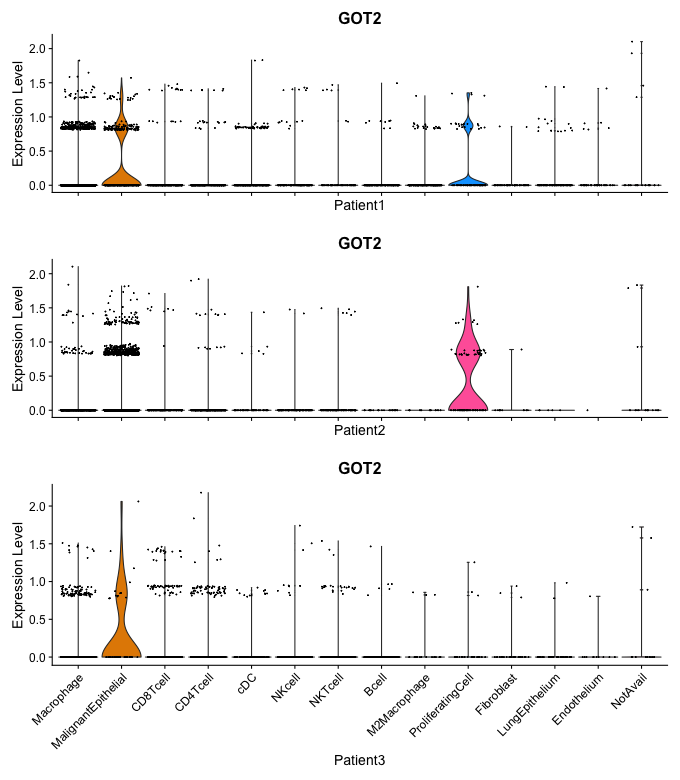 GOT2
Expression Level
2.0
1.5
1.0
0.5
0.0
Patient1
GOT2
Expression Level
2.0
1.5
1.0
0.5
0.0
Patient2
GOT2
Expression Level
2.0
1.5
1.0
0.5
0.0
Macrophage
MalignantEpithelial
CD8Tcell
CD4Tcell
cDC
NKcell
NKTcell
Bcell
M2Macrophage
ProliferatingCell
Fibroblast
LungEpithelium
Endothelium
NotAvail
Patient3